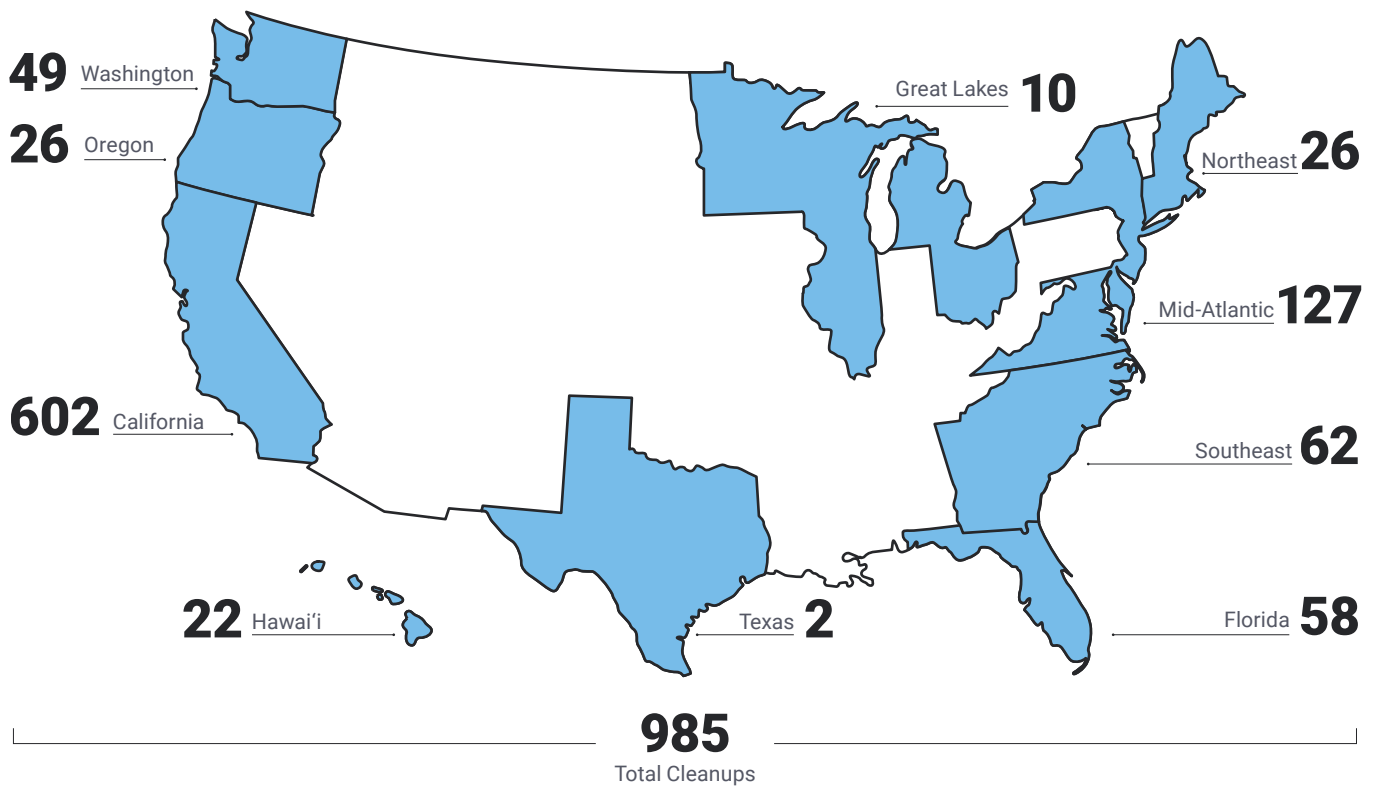 49 Washington
26 Oregon
602 California
22 Hawaiʻi
Great Lakes 10
Northeast 26
Mid-Atlantic 127
Southeast 62
Florida 58
Texas 2
985
Total Cleanups